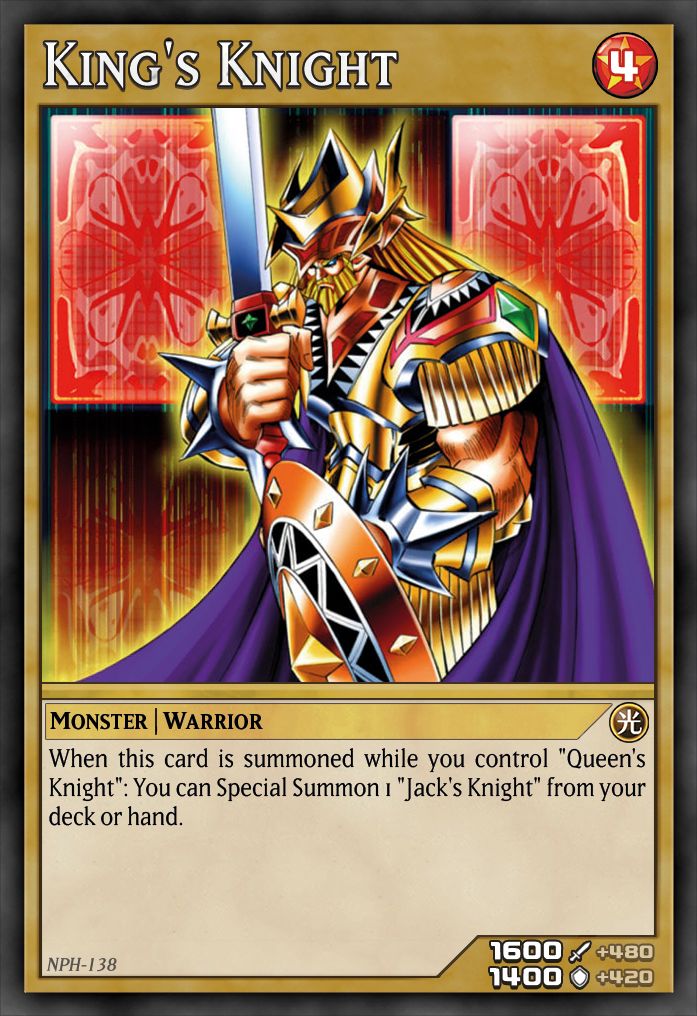 King's Knight
4
Monster | Warrior
光
When this card is summoned while you control "Queen's
Knight": You can Special Summon 1 "Jack's Knight" from your
deck or hand.
1600 +480
1400 +420
NPH-138